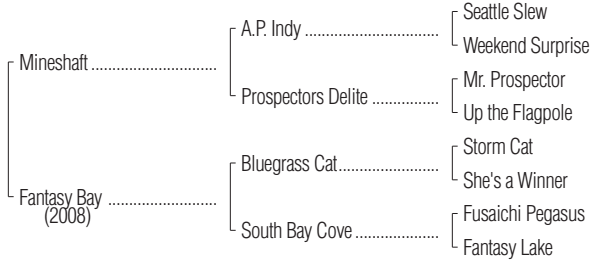 Seattle Slew
A.P. Indy ........................
Weekend Surprise
Mineshaft ........................
Mr. Prospector
Prospectors Delite ................
Up the Flagpole
Storm Cat
Bluegrass Cat.....................
She's a Winner
Fantasy Bay ......................
(2008)
Fusaichi Pegasus
South Bay Cove ...................
Fantasy Lake